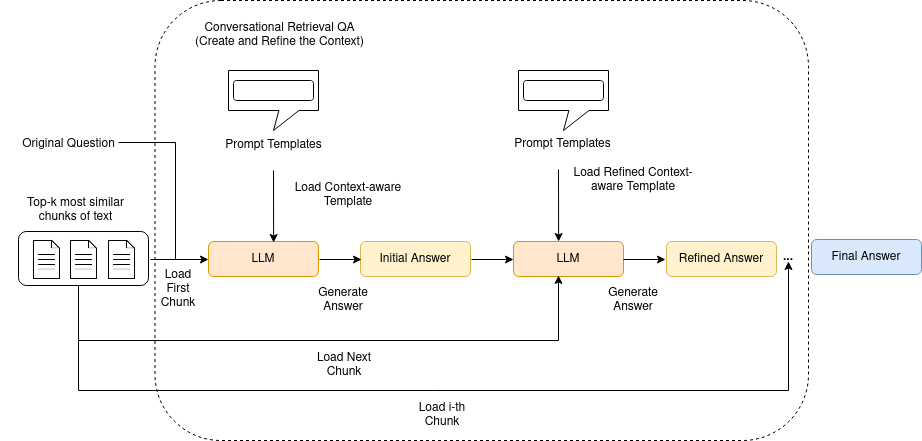 Conversational Retrieval QA
(Create and Refine the Context)
Prompt Templates
Prompt Templates
Original Question
Load Context-aware
Template
Load Refined Context-
aware Template
Top-k most similar
chunks of text
LLM
Initial Answer
LLM
Refined Answer
...
Final Answer
Load
First
Chunk
Generate
Answer
Generate
Answer
Load Next
Chunk
Load i-th
Chunk